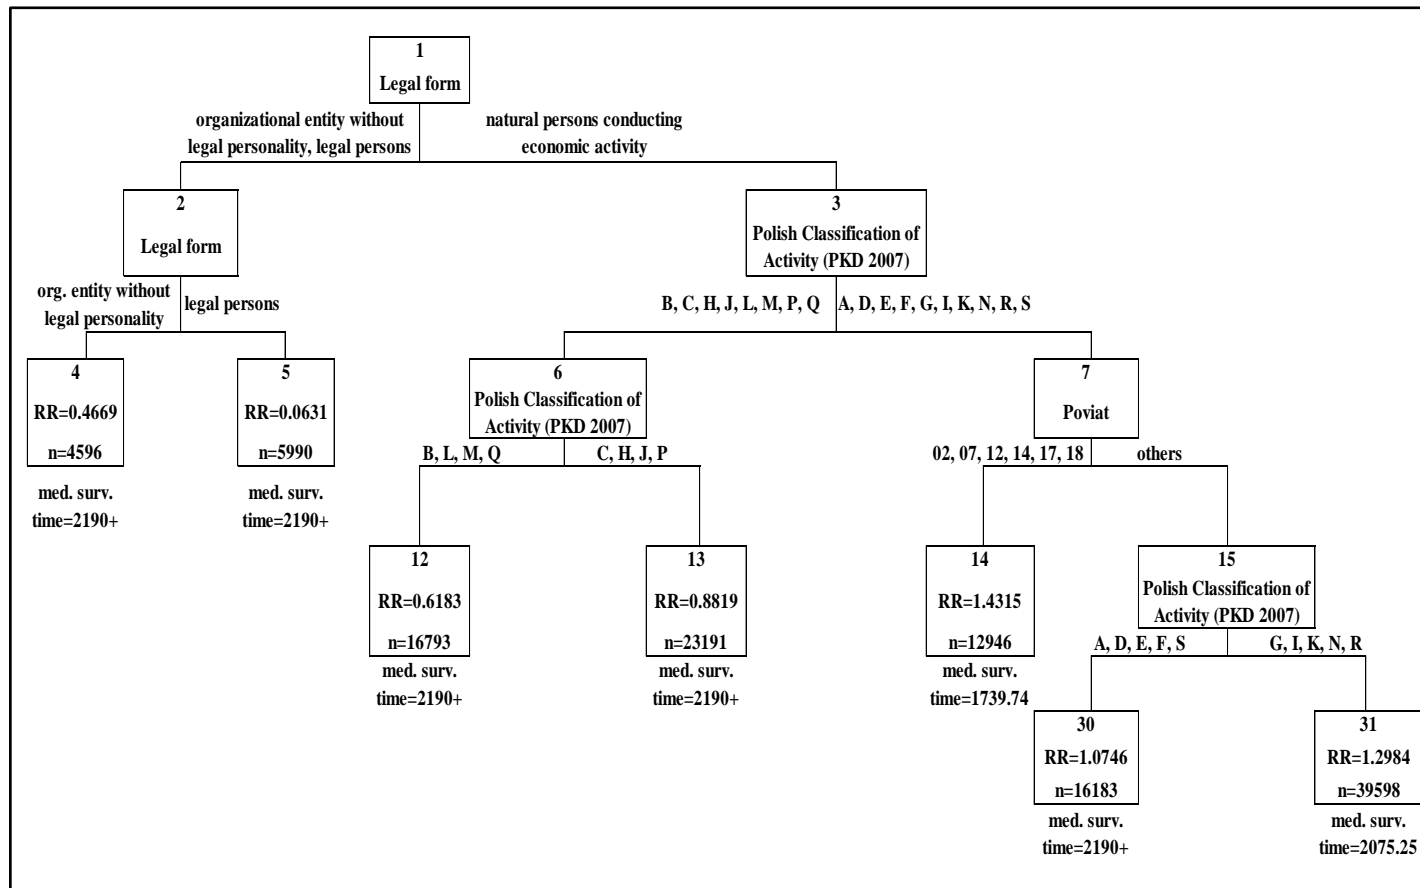 1
Legal form
organizational entity without
legal personality, legal persons
natural persons conducting
economic activity
2
Legal form
3
Polish Classification of
Activity (PKD 2007)
org. entity without
legal personality
legal persons
B, C, H, J, L, M, P, Q
A, D, E, F, G, I, K, N, R, S
4
RR=0.4669
n=4596
med. surv.
time=2190+
5
RR=0.0631
n=5990
med. surv.
time=2190+
6
Polish Classification of
Activity (PKD 2007)
7
Poviat
B, L, M, Q
C, H, J, P
02, 07, 12, 14, 17, 18
others
12
RR=0.6183
n=16793
med. surv.
time=2190+
13
RR=0.8819
n=23191
med. surv.
time=2190+
14
RR=1.4315
n=12946
med. surv.
time=1739.74
15
Polish Classification of
Activity (PKD 2007)
A, D, E, F, S
G, I, K, N, R
30
RR=1.0746
n=16183
med. surv.
time=2190+
31
RR=1.2984
n=39598
med. surv.
time=2075.25